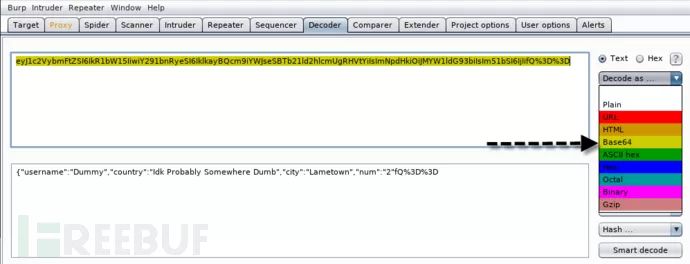 Burp Intruder Repeater Window Help
Target Proxy Spider Scanner Intruder Repeater Sequencer Decoder Comparer Extender Project options User options Alerts
eyJ1c2VybmFtZSI6IkR1bW15IiwiY291bnRyeSI6IklkayBQcm9iYWJseSBTb21ld2hlcmUgRHVtYiIsImNpdHkiOiJMYW1ldG93biIsIm51bSI6IjIifQ%3D%3D
Text Hex ?
Decode as ...
Plain
URL
HTML
Base64
ASCII hex
Octal
Binary
Gzip
{"username":"Dummy","country":"Idk Probably Somewhere Dumb","city":"Lametown","num":"2"fQ%3D%3D
Hash ...
Smart decode
FREEBUF